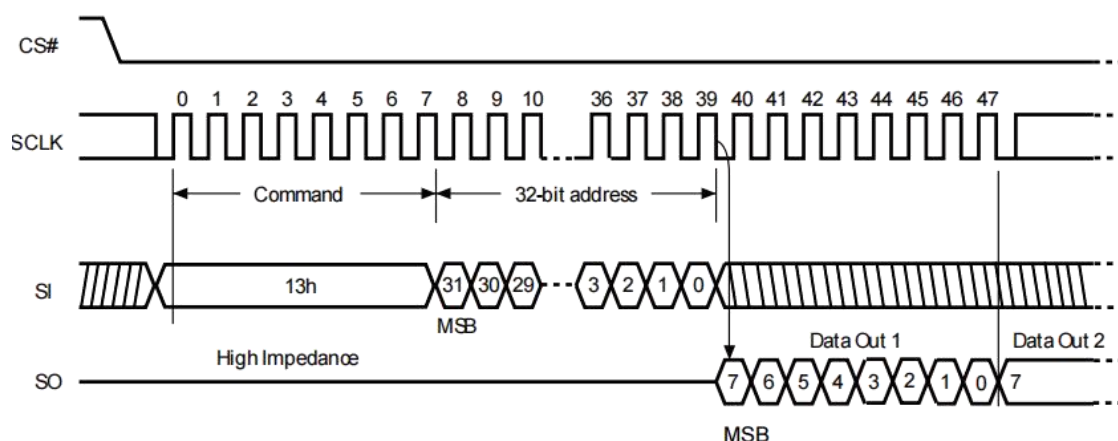 CS#
0 1 2 3 4 5 6 7 8 9 10 36 37 38 39 40 41 42 43 44 45 46 47
SCLK
Command 32-bit address
SI 13h 31 30 29 3 2 1 0
MSB
High Impedance Data Out 1 Data Out 2
SO 7 6 5 4 3 2 1 0 7
MSB